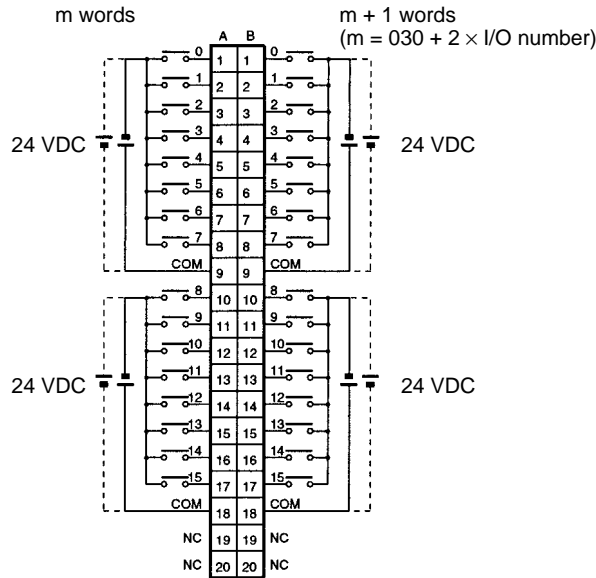 m words
m + 1 words
(m = 030 + 2 × I/O number)
A B
0 1 1 0
1 2 2 1
2 3 3 2
3 4 4 3
24 VDC 24 VDC
4 5 5 4
5 6 6 5
6 7 7 6
7 8 8 7
COM 9 9 COM
8 10 10 8
9 11 11 9
10 12 12 10
11 13 13 11
24 VDC 24 VDC
12 14 14 12
13 15 15 13
14 16 16 14
15 17 17 15
COM 18 18 COM
NC 19 19 NC
NC 20 20 NC